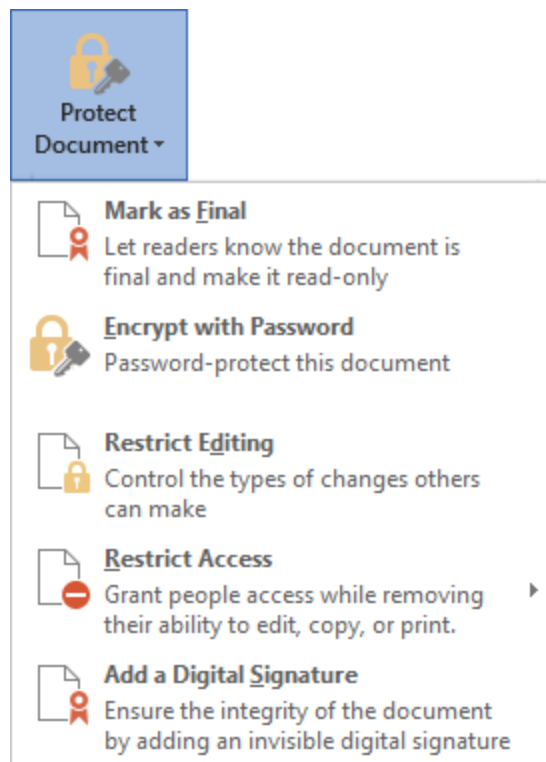 Protect
Document
Mark as Final
Let readers know the document is
final and make it read-only
Encrypt with Password
Password-protect this document
Restrict Editing
Control the types of changes others
can make
Restrict Access
Grant people access while removing
their ability to edit, copy, or print.
Add a Digital Signature
Ensure the integrity of the document
by adding an invisible digital signature